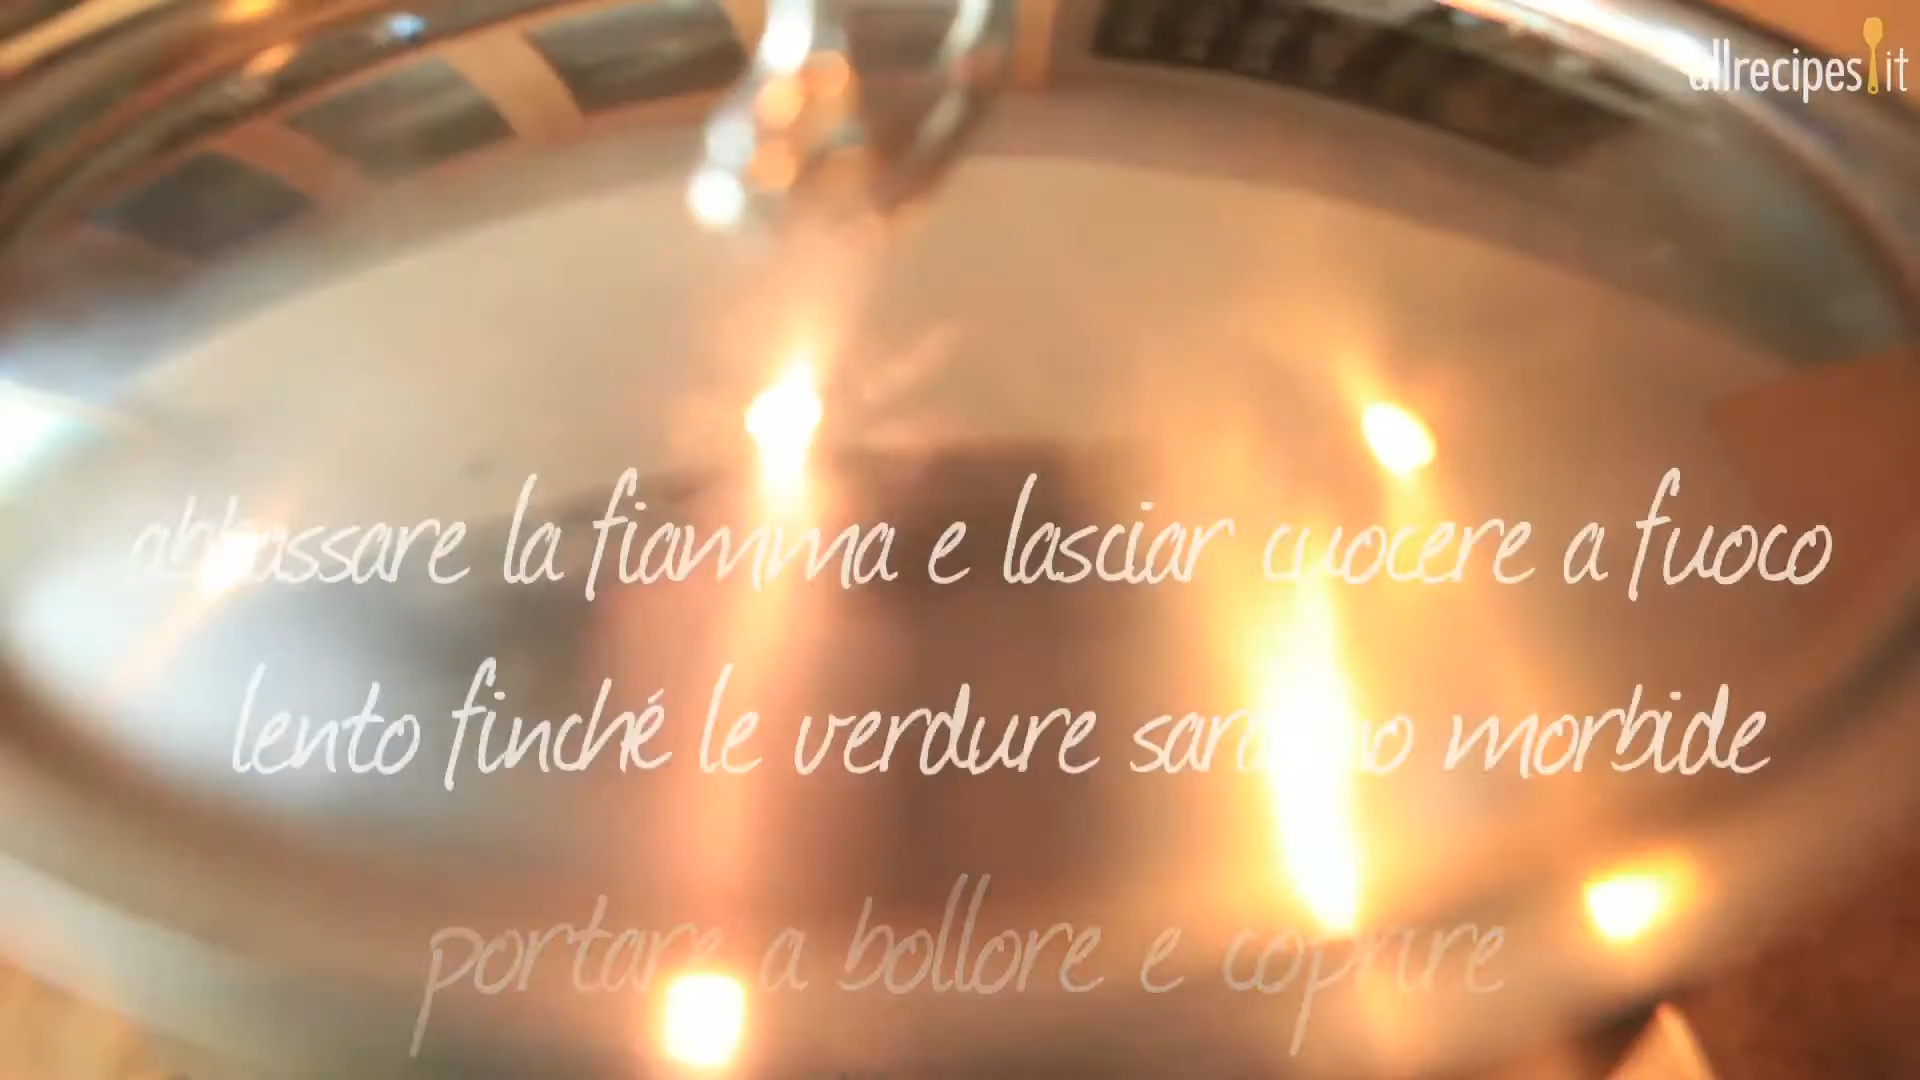 allrecipes it
abbassare la fiamma e lasciar cuocere a fuoco
lento finché le verdure saranno morbide
portare a bollore e coprire